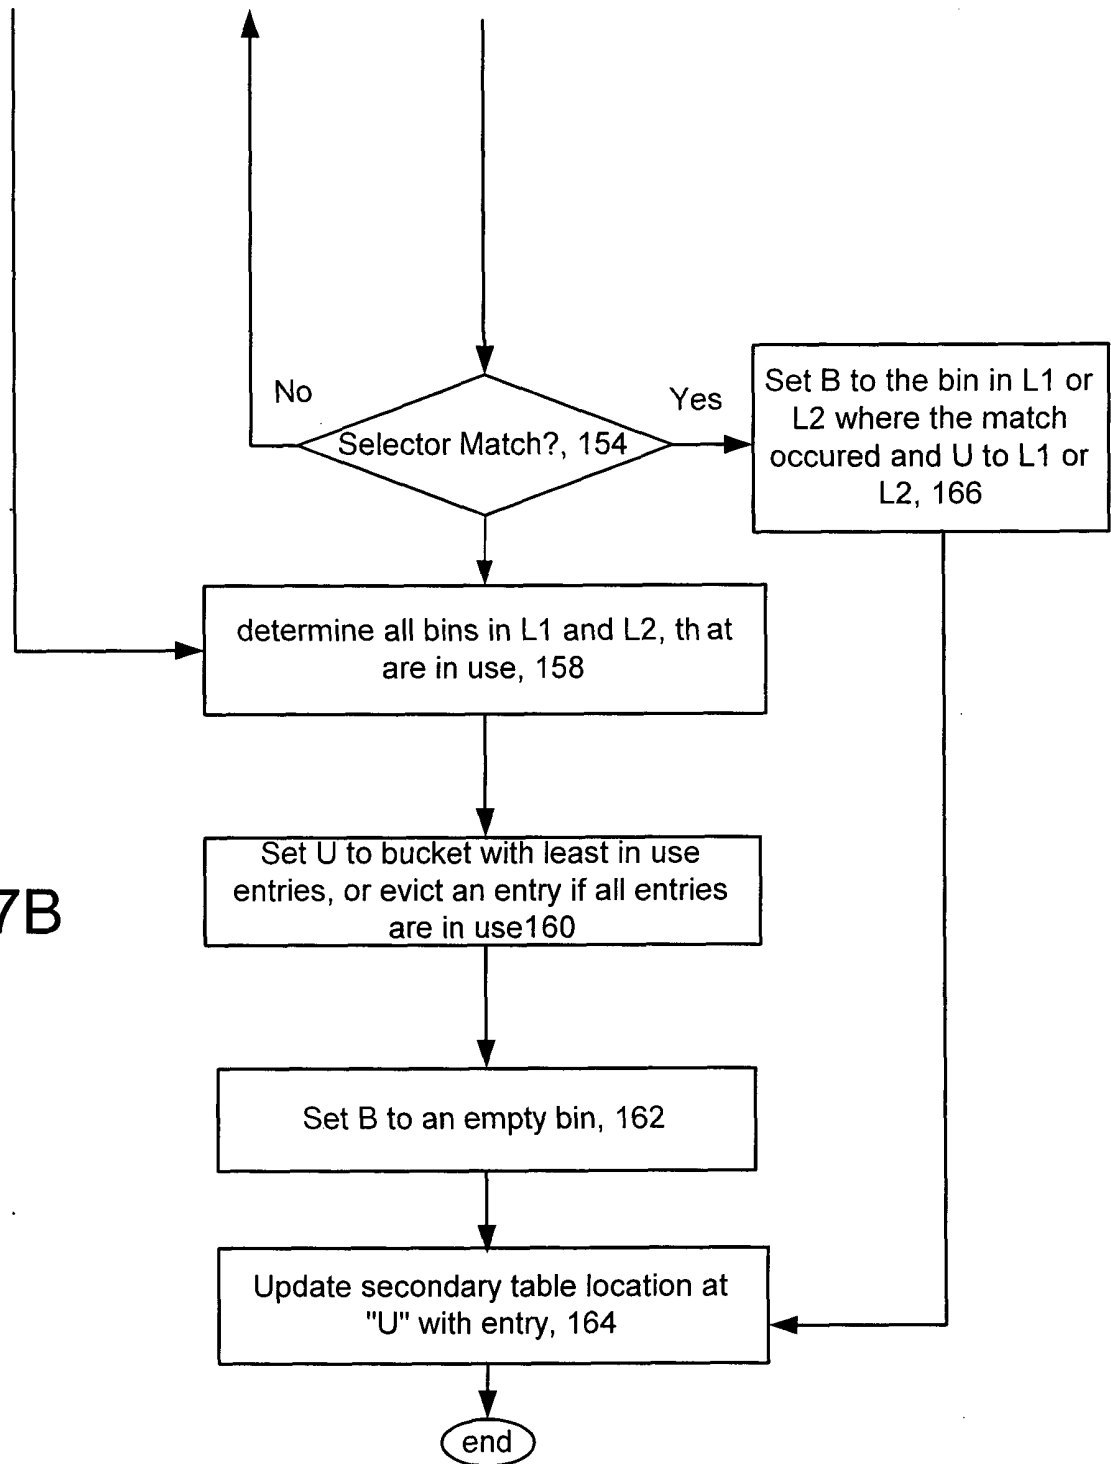 No
Yes
Selector Match?, 154
Set B to the bin in L1 or
L2 where the match
occured and U to L1 or
L2, 166
determine all bins in L1 and L2, th at
are in use, 158
7B
Set U to bucket with least in use
entries, or evict an entry if all entries
are in use160
Set B to an empty bin, 162
Update secondary table location at
"U" with entry, 164
end